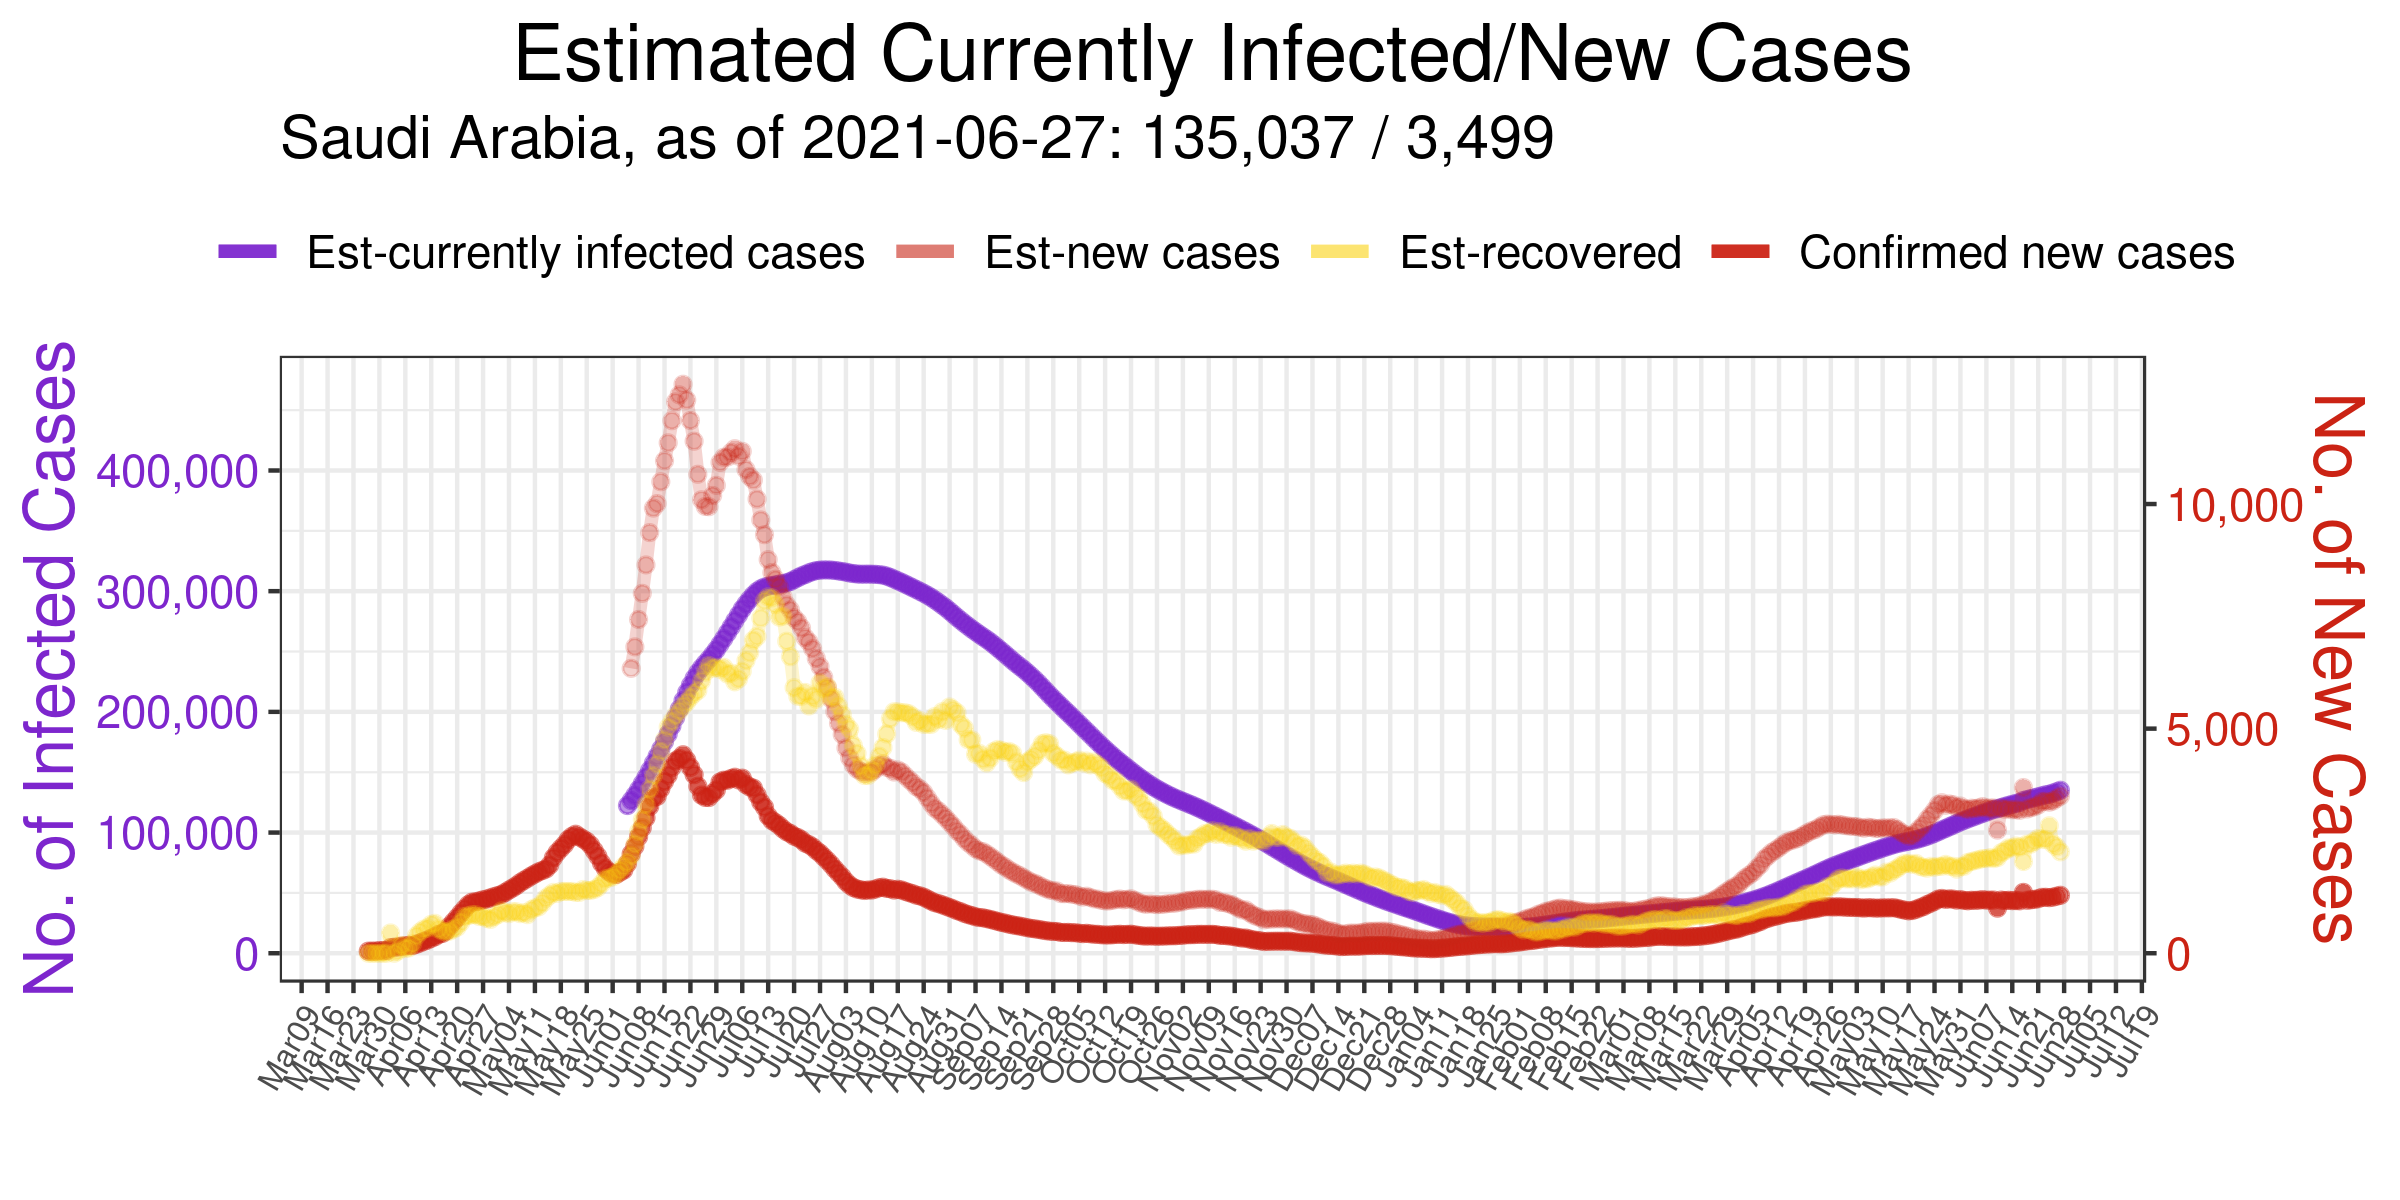 Estimated Currently Infected/New Cases
Saudi Arabia, as of 2021-06-27: 135,037 / 3,499
Est-currently infected cases Est-new cases Est-recovered Confirmed new cases
No. of Infected Cases
400,000
300,000
200,000
100,000
0
10,000
5,000
0
No. of New Cases
Mar09 Mar16 Mar23 Mar30 Apr06 Apr13 Apr20 Apr27 May04 May11 May18 May25 Jun01 Jun08 Jun15 Jun22 Jun29 Jul06 Jul13 Jul20 Jul27 Aug03 Aug10 Aug17 Aug24 Aug31 Sep07 Sep14 Sep21 Sep28 Oct05 Oct12 Oct19 Oct26 Nov02 Nov09 Nov16 Nov23 Nov30 Dec07 Dec14 Dec21 Dec28 Jan04 Jan11 Jan18 Jan25 Feb01 Feb08 Feb15 Feb22 Mar01 Mar08 Mar15 Mar22 Mar29 Apr05 Apr12 Apr19 Apr26 May03 May10 May17 May24 May31 Jun07 Jun14 Jun21 Jun28 Jul05 Jul12 Jul19